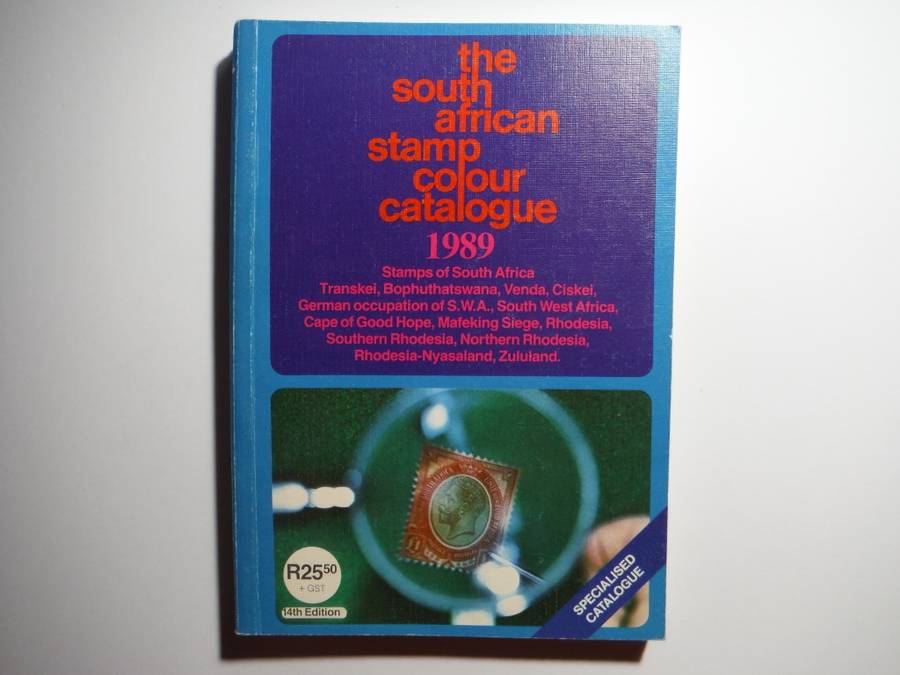 the
south
african
stamp
colour
catalogue
1989
Stamps of South Africa
Transkei, Bophuthatswana, Venda, Ciskei,
German occupation of S.W.A., South West Africa,
Cape of Good Hope, Mafeking Siege, Rhodesia,
Southern Rhodesia, Northern Rhodesia,
Rhodesia-Nyasaland, Zululand.
R2550
+ GST
14th Edition
SPECIALISED
CATALOGUE